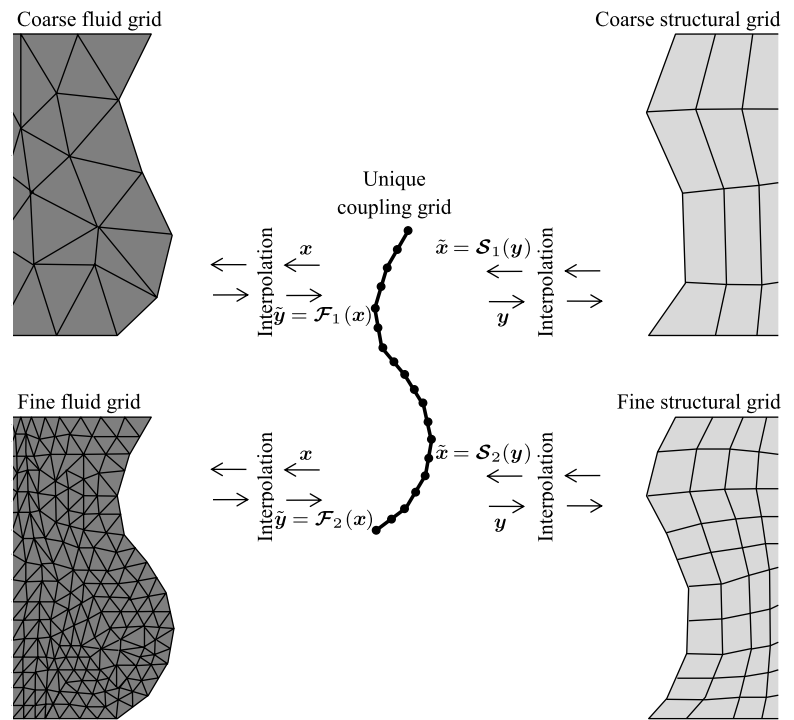 Coarse fluid grid
Coarse structural grid
Unique
coupling grid
Interpolation
x
ỹ = F₁(x)
x̃ = S₁(y)
y
Interpolation
Fine fluid grid
Fine structural grid
Interpolation
x
ỹ = F₂(x)
x̃ = S₂(y)
y
Interpolation